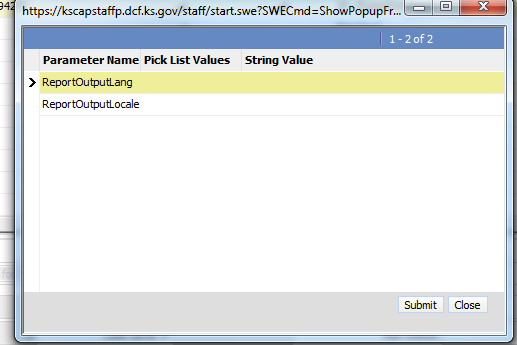 https://kscapstaffp.dcf.ks.gov/staff/start.swe?SWECmd=ShowPopupFr...
1 - 2 of 2
Parameter Name Pick List Values String Value
ReportOutputLang
ReportOutputLocale
Submit Close